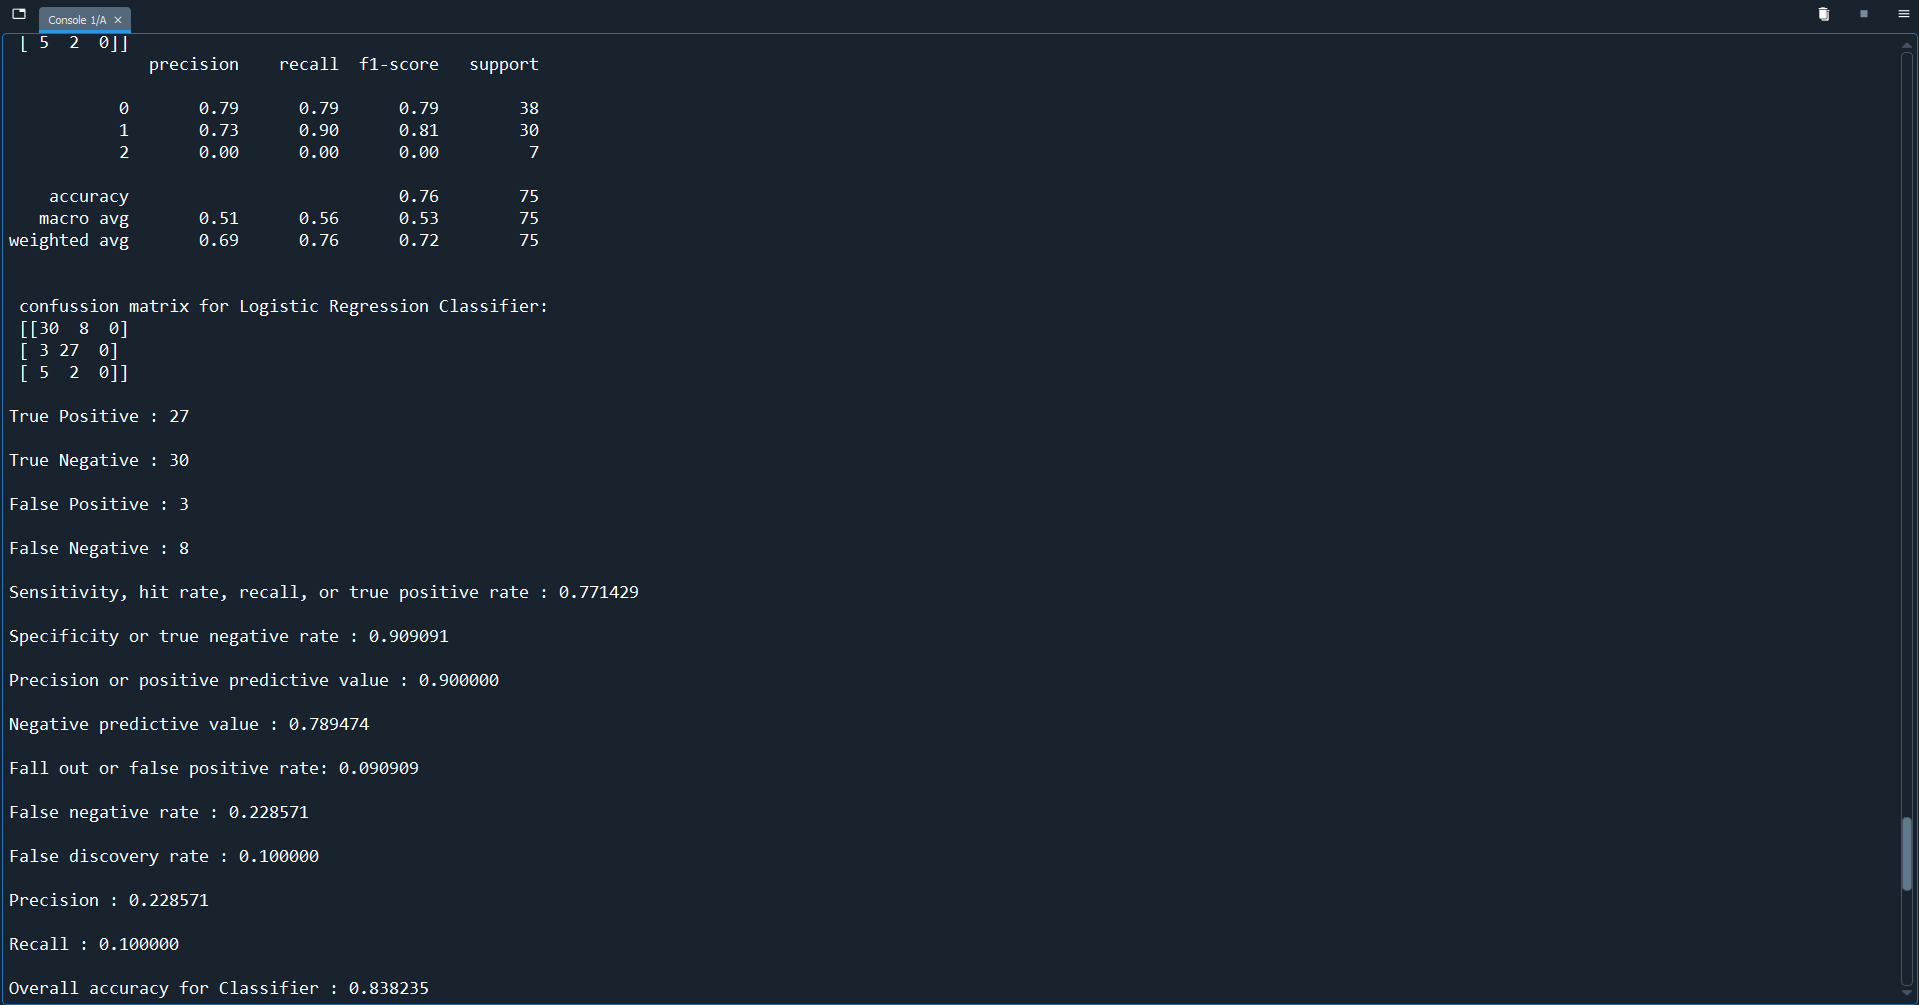 Console 1/A
[ 5  2  0]]
              precision    recall  f1-score   support

           0       0.79      0.79      0.79        38
           1       0.73      0.90      0.81        30
           2       0.00      0.00      0.00         7

    accuracy                           0.76        75
   macro avg       0.51      0.56      0.53        75
weighted avg       0.69      0.76      0.72        75

 confussion matrix for Logistic Regression Classifier:
 [[30  8  0]
 [ 3 27  0]
 [ 5  2  0]]

True Positive : 27

True Negative : 30

False Positive : 3

False Negative : 8

Sensitivity, hit rate, recall, or true positive rate : 0.771429

Specificity or true negative rate : 0.909091

Precision or positive predictive value : 0.900000

Negative predictive value : 0.789474

Fall out or false positive rate: 0.090909

False negative rate : 0.228571

False discovery rate : 0.100000

Precision : 0.228571

Recall : 0.100000

Overall accuracy for Classifier : 0.838235